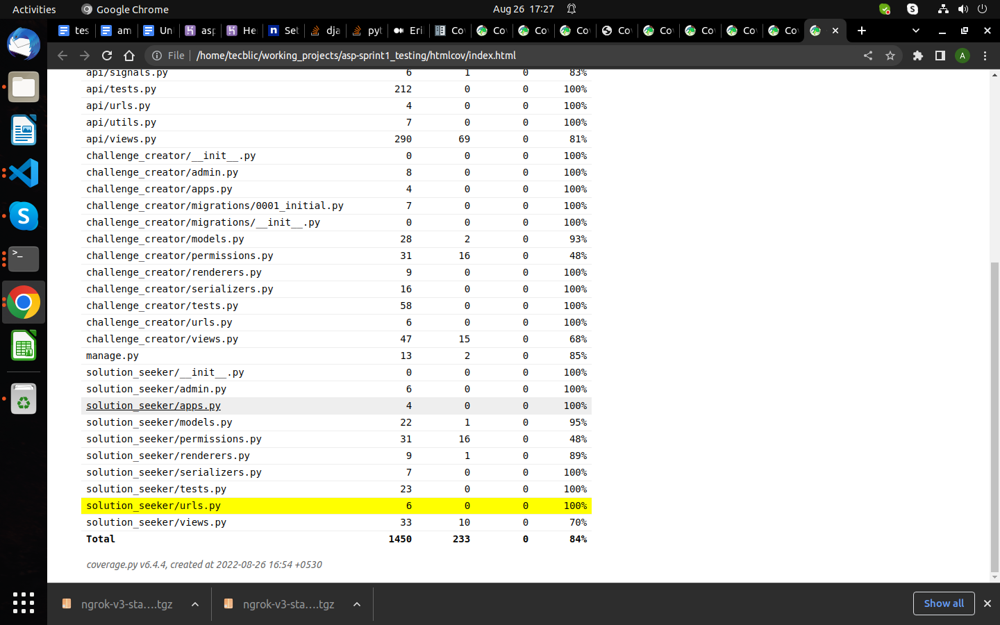 Activities Google Chrome Aug 26 17:27
tes am Un asp He Set dja pyt Eri Cov Cov Cov Cov Cov Cov Cov Cov Cov
File /home/tecblic/working_projects/asp-sprint1_testing/htmlcov/index.html A
api/signals.py 6 1 0 83%
api/tests.py 212 0 0 100%
api/urls.py 4 0 0 100%
api/utils.py 7 0 0 100%
api/views.py 290 69 0 81%
challenge_creator/__init__.py 0 0 0 100%
challenge_creator/admin.py 8 0 0 100%
challenge_creator/apps.py 4 0 0 100%
challenge_creator/migrations/0001_initial.py 7 0 0 100%
challenge_creator/migrations/__init__.py 0 0 0 100%
challenge_creator/models.py 28 2 0 93%
challenge_creator/permissions.py 31 16 0 48%
challenge_creator/renderers.py 9 0 0 100%
challenge_creator/serializers.py 16 0 0 100%
challenge_creator/tests.py 58 0 0 100%
challenge_creator/urls.py 6 0 0 100%
challenge_creator/views.py 47 15 0 68%
manage.py 13 2 0 85%
solution_seeker/__init__.py 0 0 0 100%
solution_seeker/admin.py 6 0 0 100%
solution_seeker/apps.py 4 0 0 100%
solution_seeker/models.py 22 1 0 95%
solution_seeker/permissions.py 31 16 0 48%
solution_seeker/renderers.py 9 1 0 89%
solution_seeker/serializers.py 7 0 0 100%
solution_seeker/tests.py 23 0 0 100%
solution_seeker/urls.py 6 0 0 100%
solution_seeker/views.py 33 10 0 70%
Total 1450 233 0 84%
coverage.py v6.4.4, created at 2022-08-26 16:54 +0530
ngrok-v3-sta....tgz ngrok-v3-sta....tgz Show all